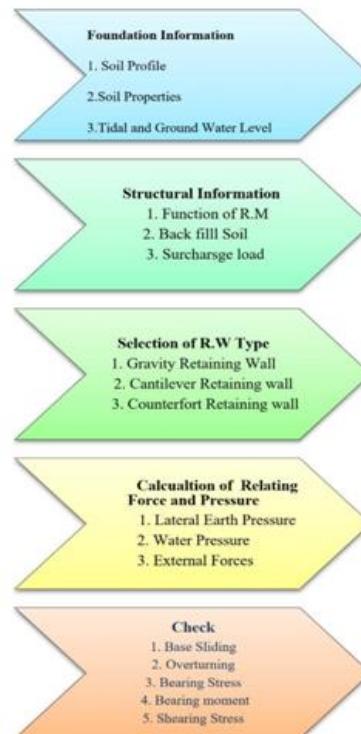 Foundation Information
1. Soil Profile
2.Soil Properties
3.Tidal and Ground Water Level
Structural Information
1. Function of R.M
2. Back filll Soil
3. Surcharsge load
Selection of R.W Type
1. Gravity Retaining Wall
2. Cantilever Retaining wall
3. Counterfort Retaining wall
Calcualtion of Relating
Force and Pressure
1. Lateral Earth Pressure
2. Water Pressure
3. External Forces
Check
1. Base Sliding
2. Overturning
3. Bearing Stress
4. Bearing moment
5. Shearing Stress